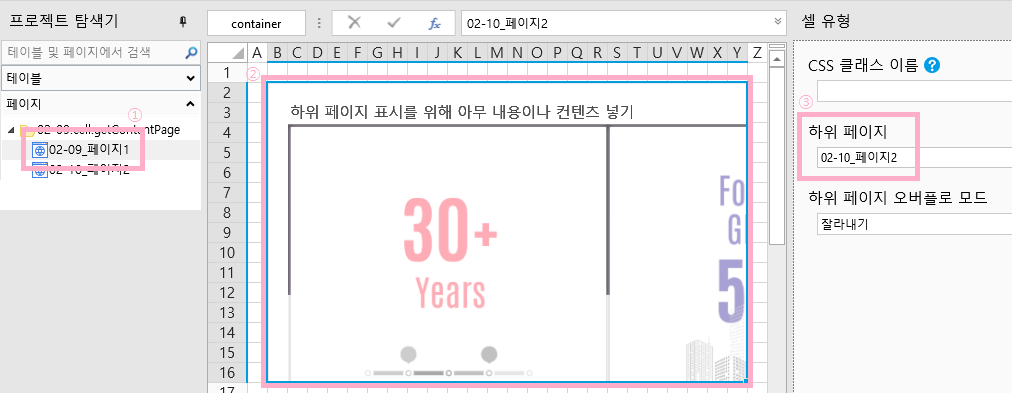 프로젝트 탐색기
테이블 및 페이지에서 검색
테이블
페이지
①
02-09.cell.getContentPage
02-09_페이지1
02-10_페이지2
container
fx
02-10_페이지2
A B C D E F G H I J K L M N O P Q R S T U V W X Y Z
②
1
2
3
4
5
6
7
8
9
10
11
12
13
14
15
16
17
하위 페이지 표시를 위해 아무 내용이나 컨텐츠 넣기
30+
Years
Fo
Gl
5
셀 유형
CSS 클래스 이름 ?
③
하위 페이지
02-10_페이지2
하위 페이지 오버플로 모드
잘라내기